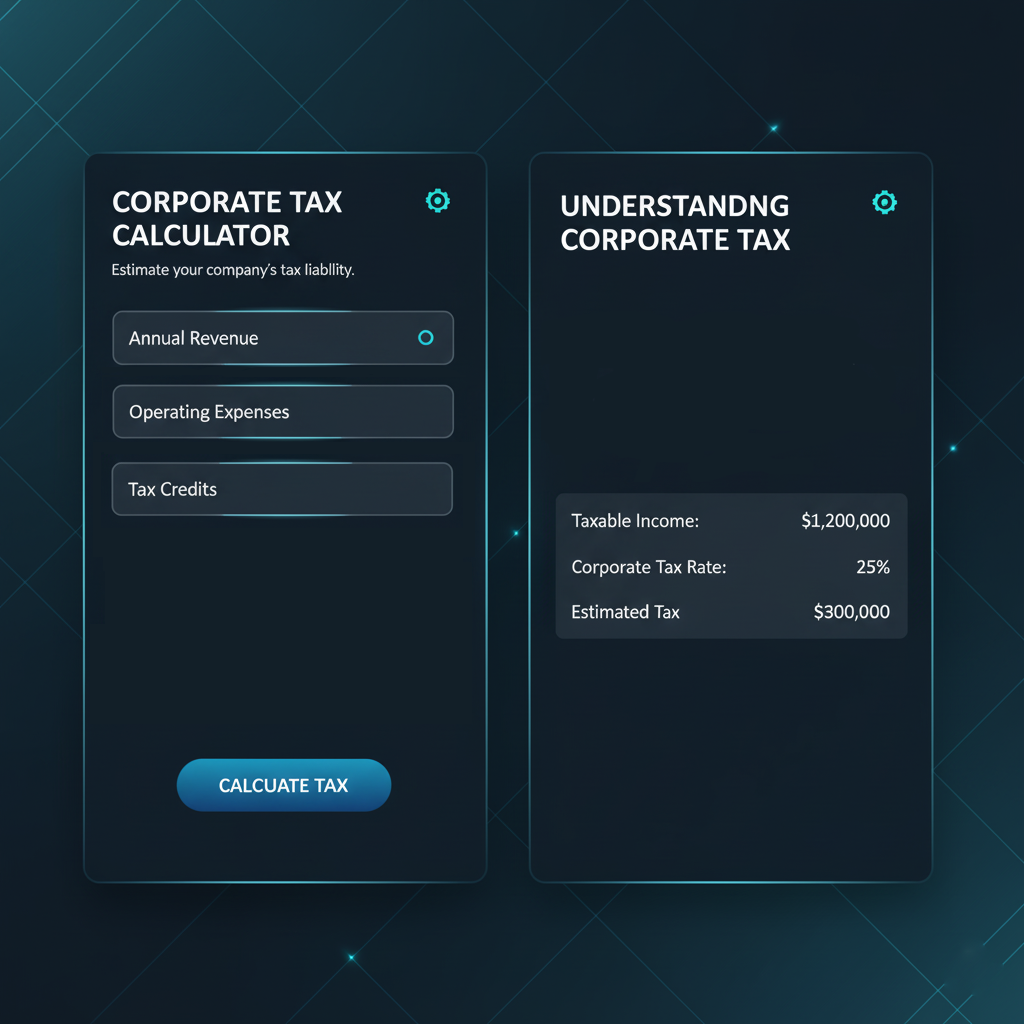 CORPORATE TAX
CALCULATOR
Estimate your company's tax liabllity.
Annual Revenue
Operating Expenses
Tax Credits
CALCUATE TAX
UNDERSTANDNG
CORPORATE TAX
Taxable Income: $1,200,000
Corporate Tax Rate: 25%
Estimated Tax $300,000